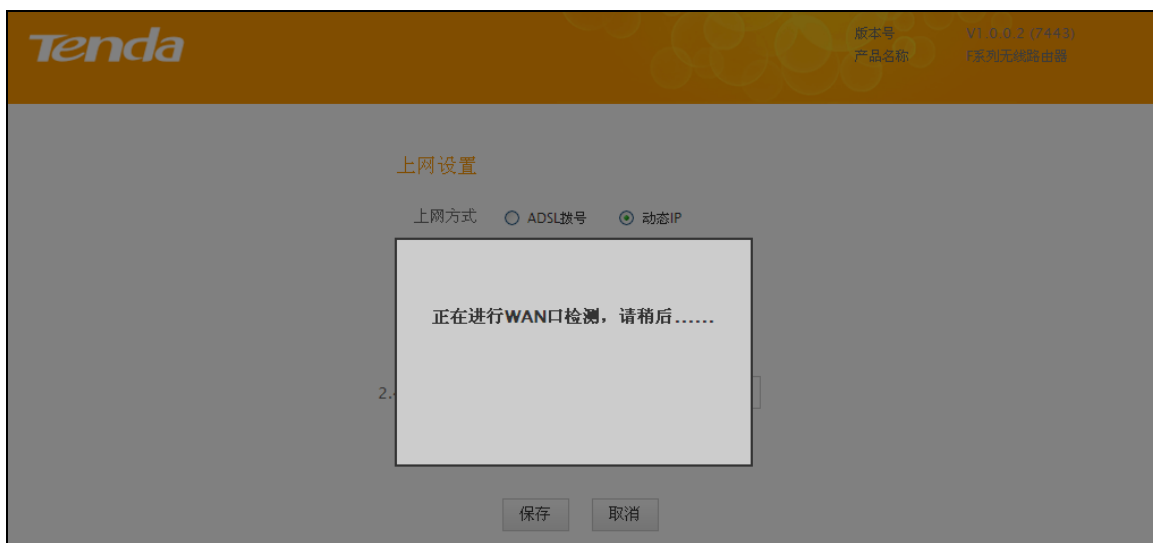 Tenda
版本号 V1.0.0.2 (7443)
产品名称 F系列无线路由器
上网设置
上网方式 ADSL拨号 动态IP
正在进行WAN口检测，请稍后......
2.
保存 取消